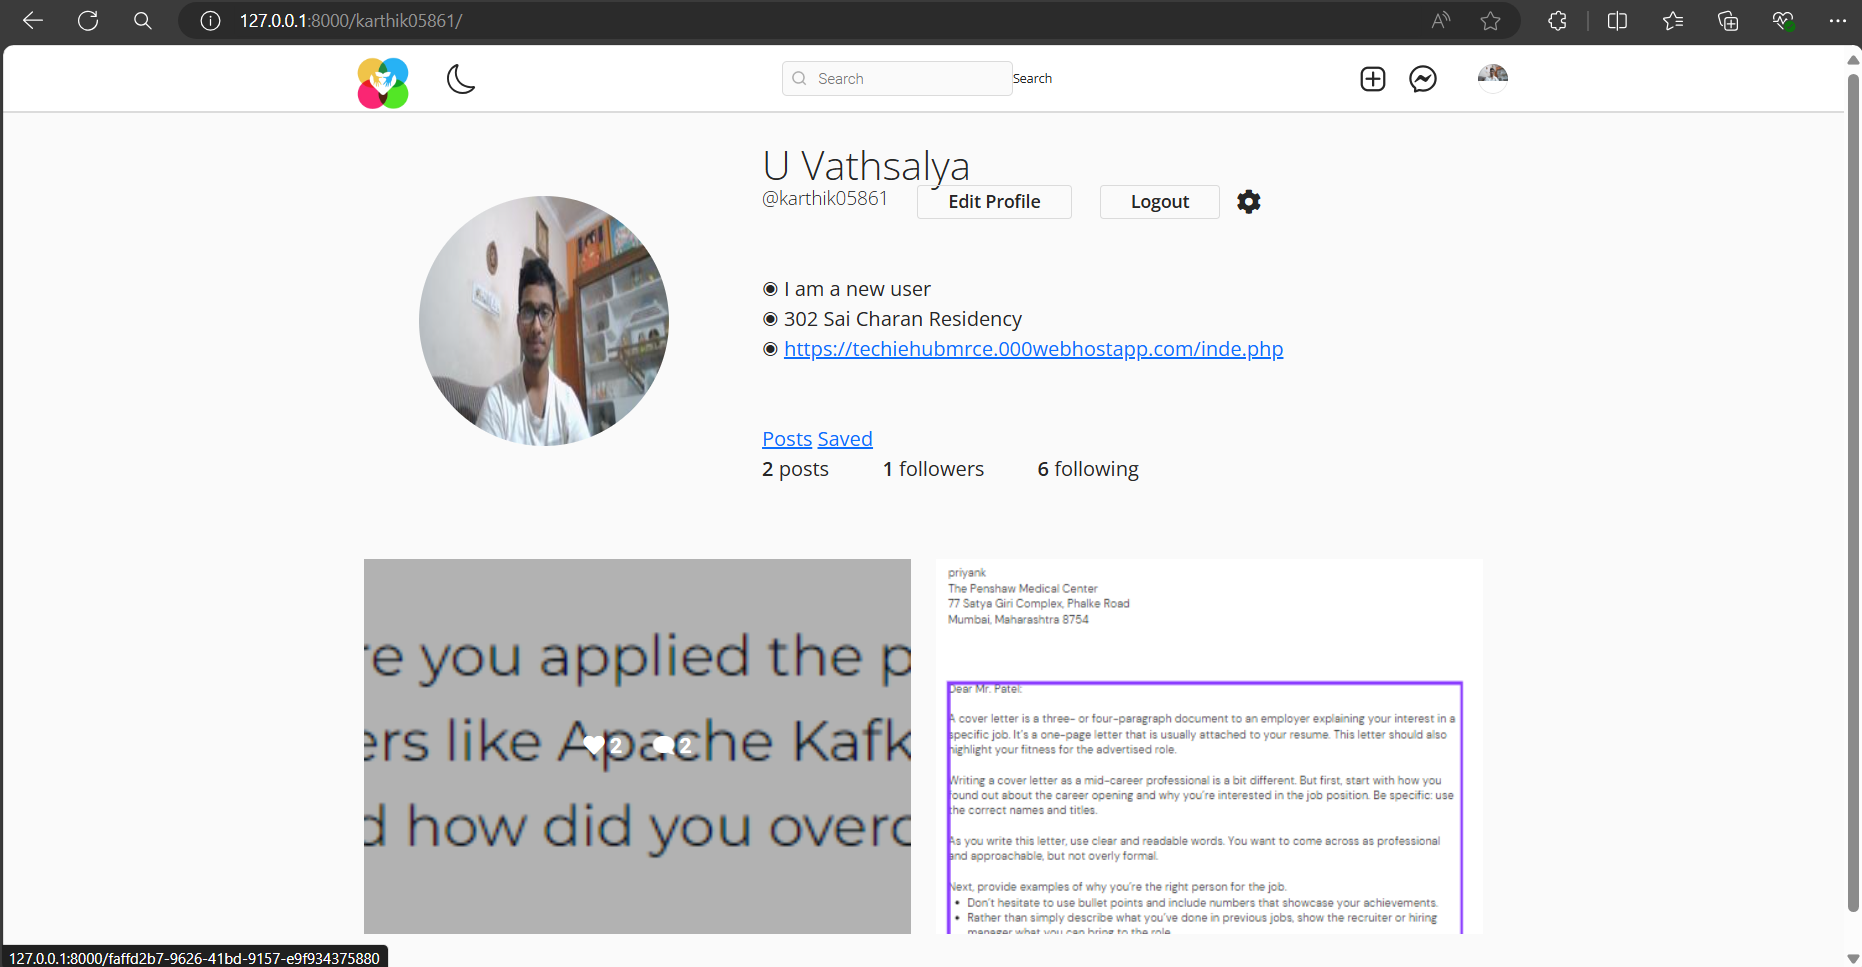 127.0.0.1:8000/karthik05861/
Search
Search
U Vathsalya
@karthik05861
Edit Profile
Logout
I am a new user
302 Sai Charan Residency
https://techiehubmrce.000webhostapp.com/inde.php
Posts Saved
2 posts 1 followers 6 following
re you applied the p
ers like Apache Kafk
2 2
d how did you overc
priyank
The Penshaw Medical Center
77 Satya Giri Complex, Phalke Road
Mumbai, Maharashtra 8754
Dear Mr. Patel:
A cover letter is a three- or four-paragraph document to an employer explaining your interest in a
specific job. It's a one-page letter that is usually attached to your resume. This letter should also
highlight your fitness for the advertised role.
Writing a cover letter as a mid-career professional is a bit different. But first, start with how you
found out about the career opening and why you're interested in the job position. Be specific: use
the correct names and titles.
As you write this letter, use clear and readable words. You want to come across as professional
and approachable, but not overly formal.
Next, provide examples of why you're the right person for the job.
• Don't hesitate to use bullet points and include numbers that showcase your achievements.
• Rather than simply describe what you've done in previous jobs, show the recruiter or hiring
manager what you can bring to the role
127.0.0.1:8000/faffd2b7-9626-41bd-9157-e9f934375880